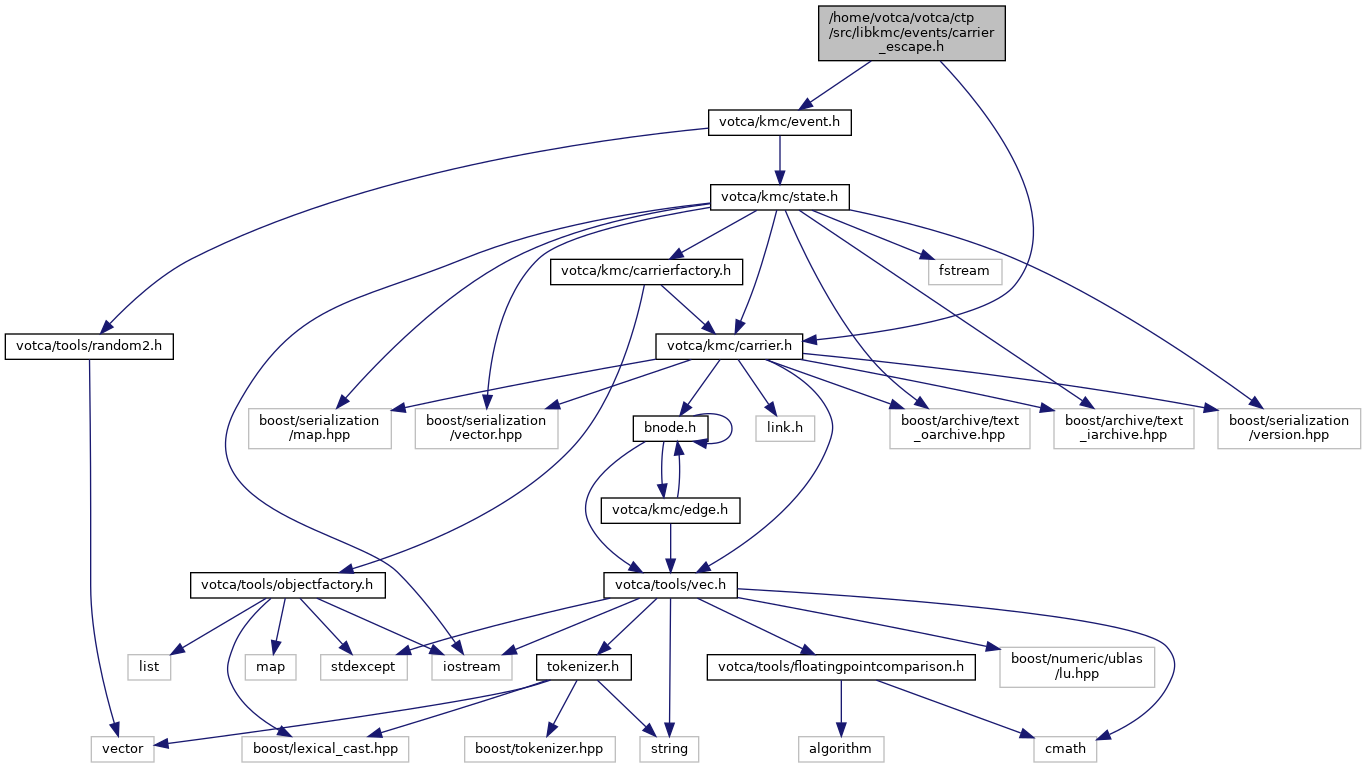 /home/votca/votca/ctp
/src/libkmc/events/carrier
_escape.h
votca/kmc/event.h
votca/kmc/state.h
votca/kmc/carrierfactory.h
fstream
votca/tools/random2.h
votca/kmc/carrier.h
boost/serialization
/map.hpp
boost/serialization
/vector.hpp
bnode.h
link.h
boost/archive/text
_oarchive.hpp
boost/archive/text
_iarchive.hpp
boost/serialization
/version.hpp
votca/kmc/edge.h
votca/tools/objectfactory.h
votca/tools/vec.h
list
map
stdexcept
iostream
tokenizer.h
votca/tools/floatingpointcomparison.h
boost/numeric/ublas
/lu.hpp
vector
boost/lexical_cast.hpp
boost/tokenizer.hpp
string
algorithm
cmath